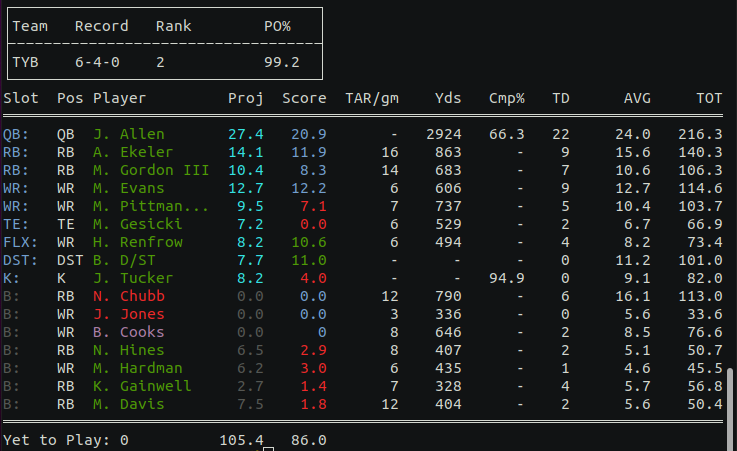 Team Record Rank PO%
TYB 6-4-0 2 99.2
Slot Pos Player Proj Score TAR/gm Yds Cmp% TD AVG TOT
QB: QB J. Allen 27.4 20.9 - 2924 66.3 22 24.0 216.3
RB: RB A. Ekeler 14.1 11.9 16 863 - 9 15.6 140.3
RB: RB M. Gordon III 10.4 8.3 14 683 - 7 10.6 106.3
WR: WR M. Evans 12.7 12.2 6 606 - 9 12.7 114.6
WR: WR M. Pittman... 9.5 7.1 7 737 - 5 10.4 103.7
TE: TE M. Gesicki 7.2 0.0 6 529 - 2 6.7 66.9
FLX: WR H. Renfrow 8.2 10.6 6 494 - 4 8.2 73.4
DST: DST B. D/ST 7.7 11.0 - - - 0 11.2 101.0
K: K J. Tucker 8.2 4.0 - - 94.9 0 9.1 82.0
B: RB N. Chubb 0.0 0.0 12 790 - 6 16.1 113.0
B: WR J. Jones 0.0 0.0 3 336 - 0 5.6 33.6
B: WR B. Cooks 0.0 0 8 646 - 2 8.5 76.6
B: RB N. Hines 6.5 2.9 8 407 - 2 5.1 50.7
B: WR M. Hardman 6.2 3.0 6 435 - 1 4.6 45.5
B: RB K. Gainwell 2.7 1.4 7 328 - 4 5.7 56.8
B: RB M. Davis 7.5 1.8 12 404 - 2 5.6 50.4
Yet to Play: 0 105.4 86.0